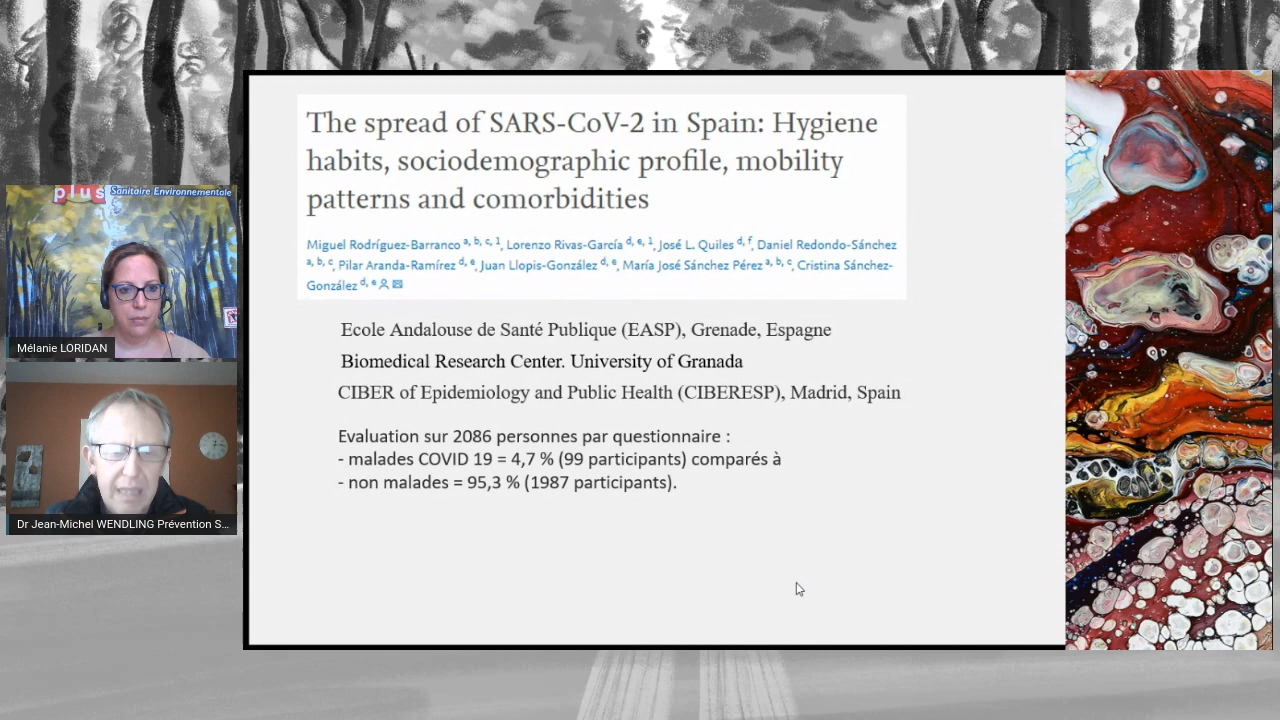 plus Sanitaire Environnementale
Mélanie LORIDAN
Dr Jean-Michel WENDLING Prévention S...
The spread of SARS-CoV-2 in Spain: Hygiene
habits, sociodemographic profile, mobility
patterns and comorbidities
Miguel Rodríguez-Barranco a, b, c, 1, Lorenzo Rivas-García d, e, 1, José L. Quiles d, f, Daniel Redondo-Sánchez
a, b, c, Pilar Aranda-Ramírez d, e, Juan Llopis-González d, e, María José Sánchez Pérez a, b, c, Cristina Sánchez-
González d, e
Ecole Andalouse de Santé Publique (EASP), Grenade, Espagne
Biomedical Research Center. University of Granada
CIBER of Epidemiology and Public Health (CIBERESP), Madrid, Spain
Evaluation sur 2086 personnes par questionnaire :
- malades COVID 19 = 4,7 % (99 participants) comparés à
- non malades = 95,3 % (1987 participants).